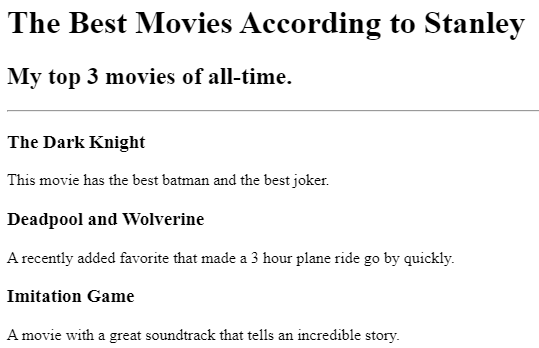 The Best Movies According to Stanley
My top 3 movies of all-time.
The Dark Knight
This movie has the best batman and the best joker.
Deadpool and Wolverine
A recently added favorite that made a 3 hour plane ride go by quickly.
Imitation Game
A movie with a great soundtrack that tells an incredible story.